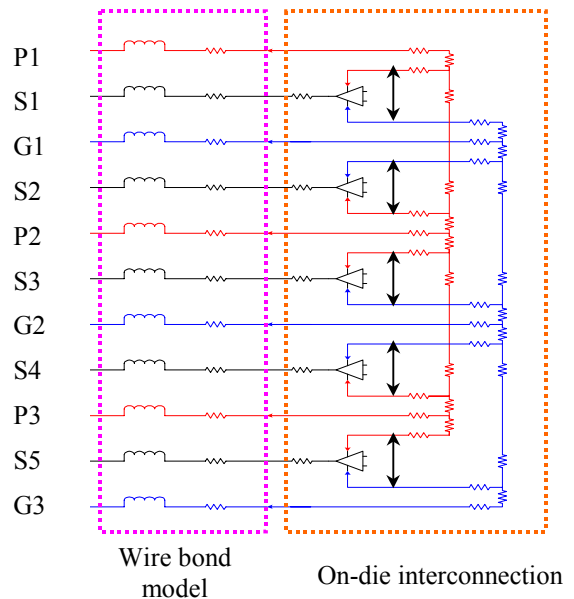 P1
S1
G1
S2
P2
S3
G2
S4
P3
S5
G3
Wire bond
model
On-die interconnection